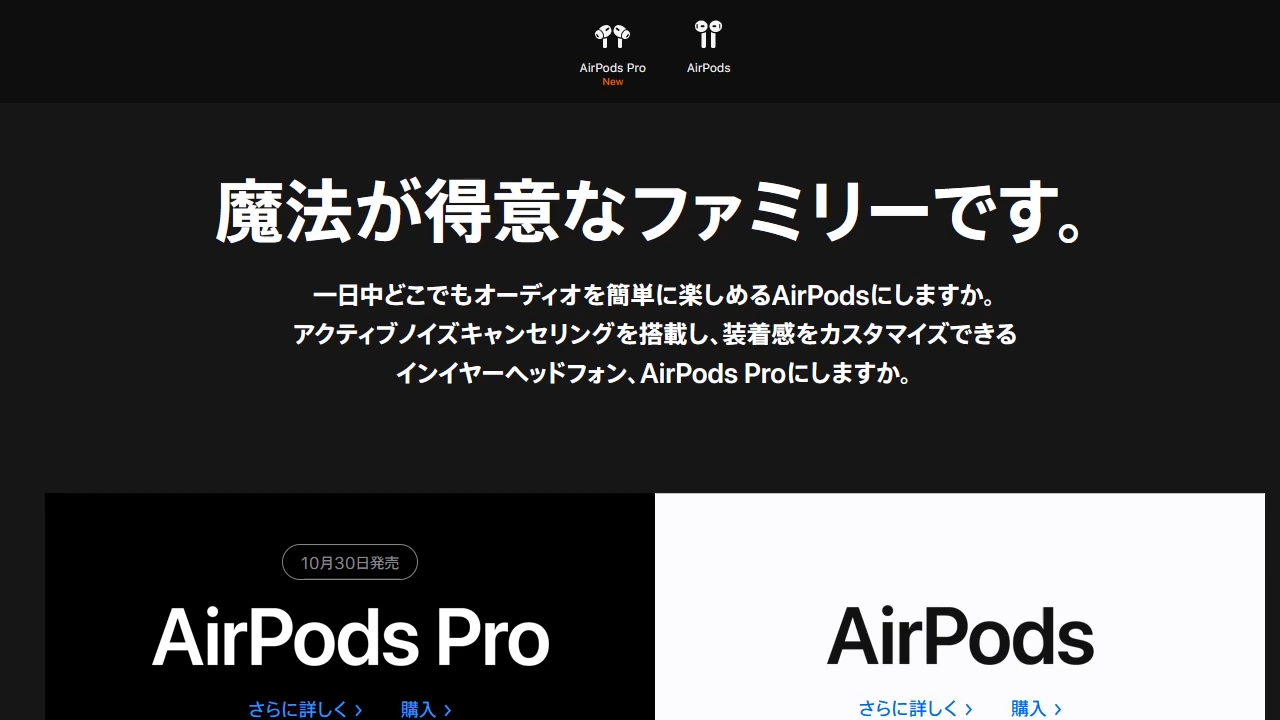 AirPods Pro
New
AirPods
魔法が得意なファミリーです。
一日中どこでもオーディオを簡単に楽しめるAirPodsにしますか。
アクティブノイズキャンセリングを搭載し、装着感をカスタマイズできる
インイヤーヘッドフォン、AirPods Proにしますか。
10月30日発売
AirPods Pro
さらに詳しく 購入
AirPods
さらに詳しく 購入